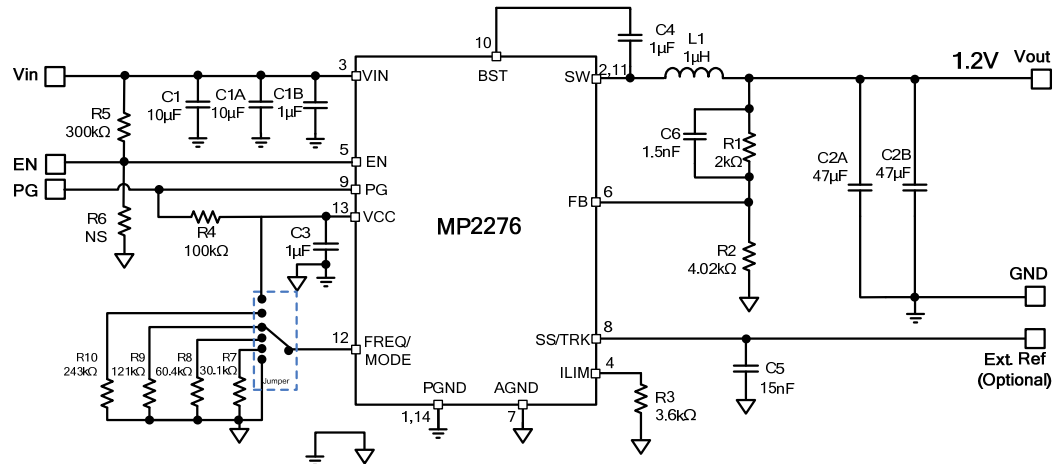 10
BST
C4
1µF
L1
1µH
1.2V
Vout
Vin
3
VIN
SW
2,11
C1
10µF
C1A
10µF
C1B
1µF
R5
300kΩ
C6
1.5nF
R1
2kΩ
C2A
47µF
C2B
47µF
EN
5
EN
PG
9
PG
13
VCC
FB
6
MP2276
R6
NS
R4
100kΩ
C3
1µF
R2
4.02kΩ
GND
12
FREQ/
MODE
SS/TRK
8
Ext. Ref
(Optional)
ILIM
4
R10
243kΩ
R9
121kΩ
R8
60.4kΩ
R7
30.1kΩ
Jumper
C5
15nF
R3
3.6kΩ
PGND
1,14
AGND
7